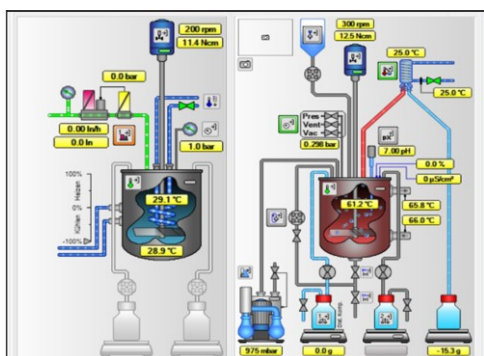 200 rpm
11.4 Ncm
0.0 bar
0.00 ln/h
0.0 ln
1.0 bar
100%
0%
-100%
Heizen
Kühlen
29.1 °C
28.9 °C
300 rpm
12.5 Ncm
25.0 °C
25.0 °C
Pres
Vent
Vac
0.298 bar
pX
7.00 pH
0.0 %
0 µS/cm²
61.2 °C
65.8 °C
66.0 °C
975 mbar
0.0 g
-15.3 g